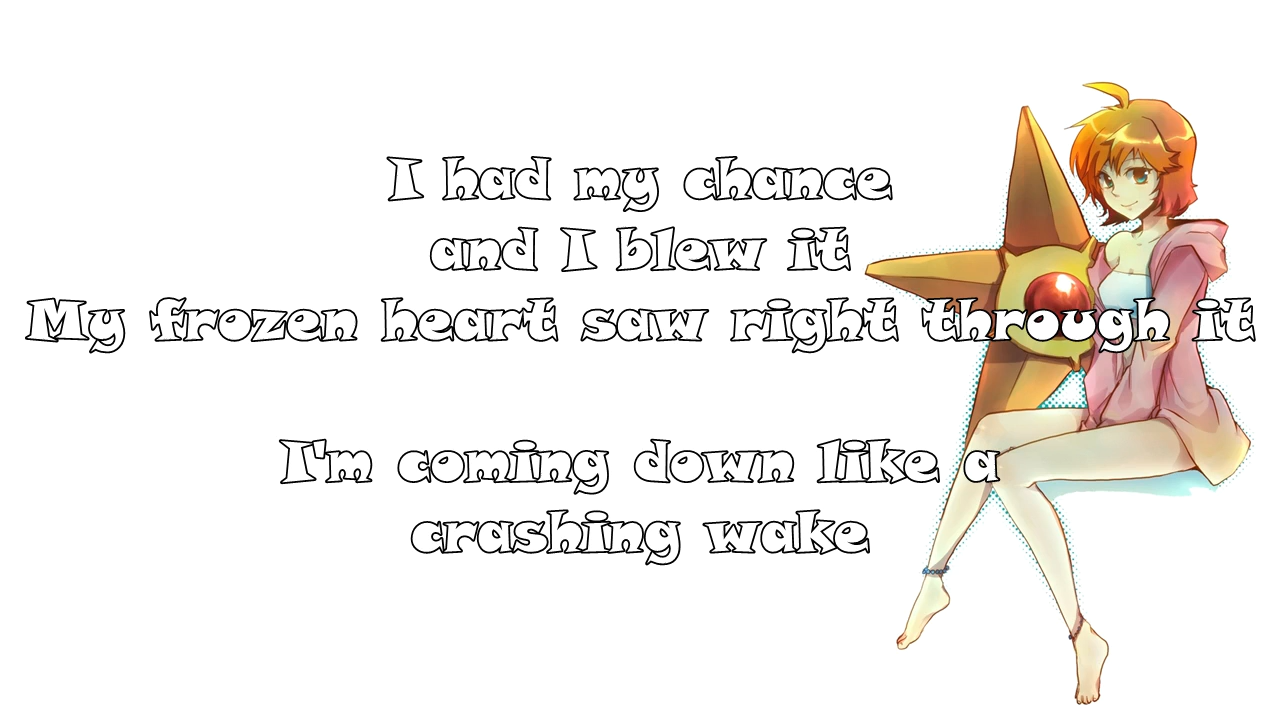 I had my chance
and I blew it
My frozen heart saw right through it
I'm coming down like a
crashing wake